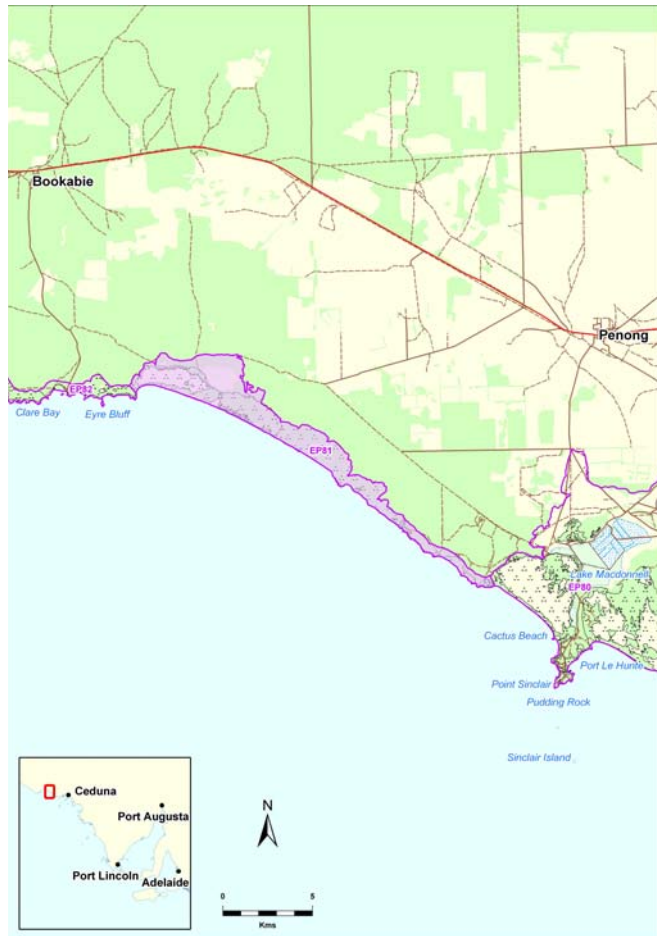 Bookabie
Penong
EP82
Clare Bay
Eyre Bluff
EP81
Lake Macdonnell
EP80
Cactus Beach
Port Le Hunte
Point Sinclair
Pudding Rock
Sinclair Island
Ceduna
Port Augusta
Port Lincoln
Adelaide
N
0 5
Kms